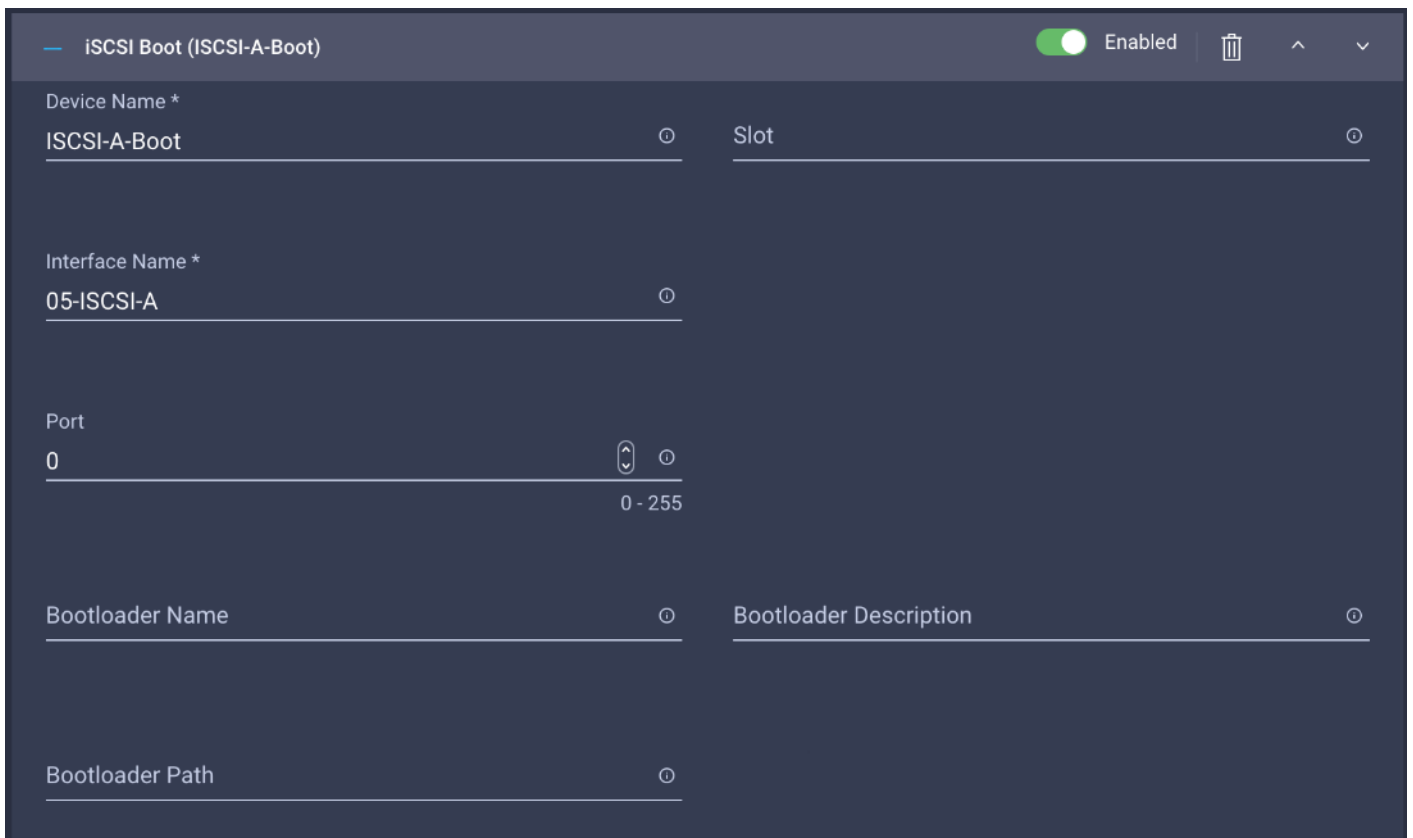 iSCSI Boot (ISCSI-A-Boot)
Enabled
Device Name *
ISCSI-A-Boot
Slot
Interface Name *
05-ISCSI-A
Port
0
0 - 255
Bootloader Name
Bootloader Description
Bootloader Path